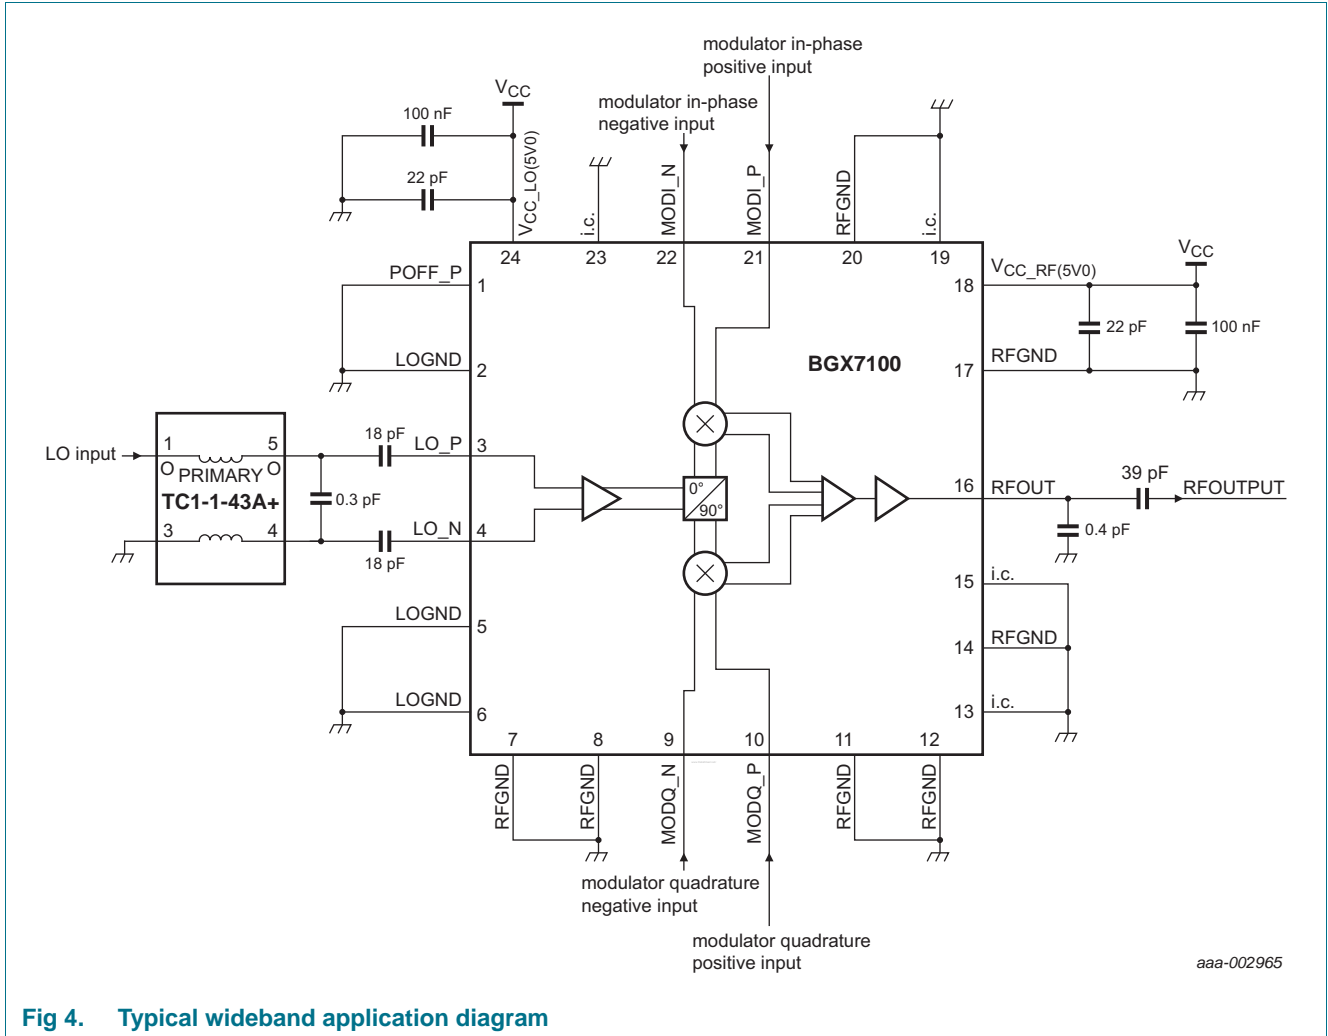 modulator in-phase
positive input
VCC
modulator in-phase
negative input
100 nF
22 pF
VCC_LO(5V0)
i.c.
MODI_N
MODI_P
RFGND
i.c.
24
23
22
21
20
19
POFF_P
1
LOGND
2
18
VCC_RF(5V0)
VCC
22 pF
100 nF
17
RFGND
BGX7100
LO input
1
5
O
PRIMARY
O
TC1-1-43A+
3
4
18 pF
LO_P
3
0.3 pF
LO_N
4
18 pF
0°
90°
16
RFOUT
39 pF
RFOUTPUT
0.4 pF
15
i.c.
14
RFGND
13
i.c.
LOGND
5
LOGND
6
7
8
9
10
11
12
RFGND
RFGND
MODQ_N
MODQ_P
RFGND
RFGND
modulator quadrature
negative input
modulator quadrature
positive input
aaa-002965
Fig 4. Typical wideband application diagram